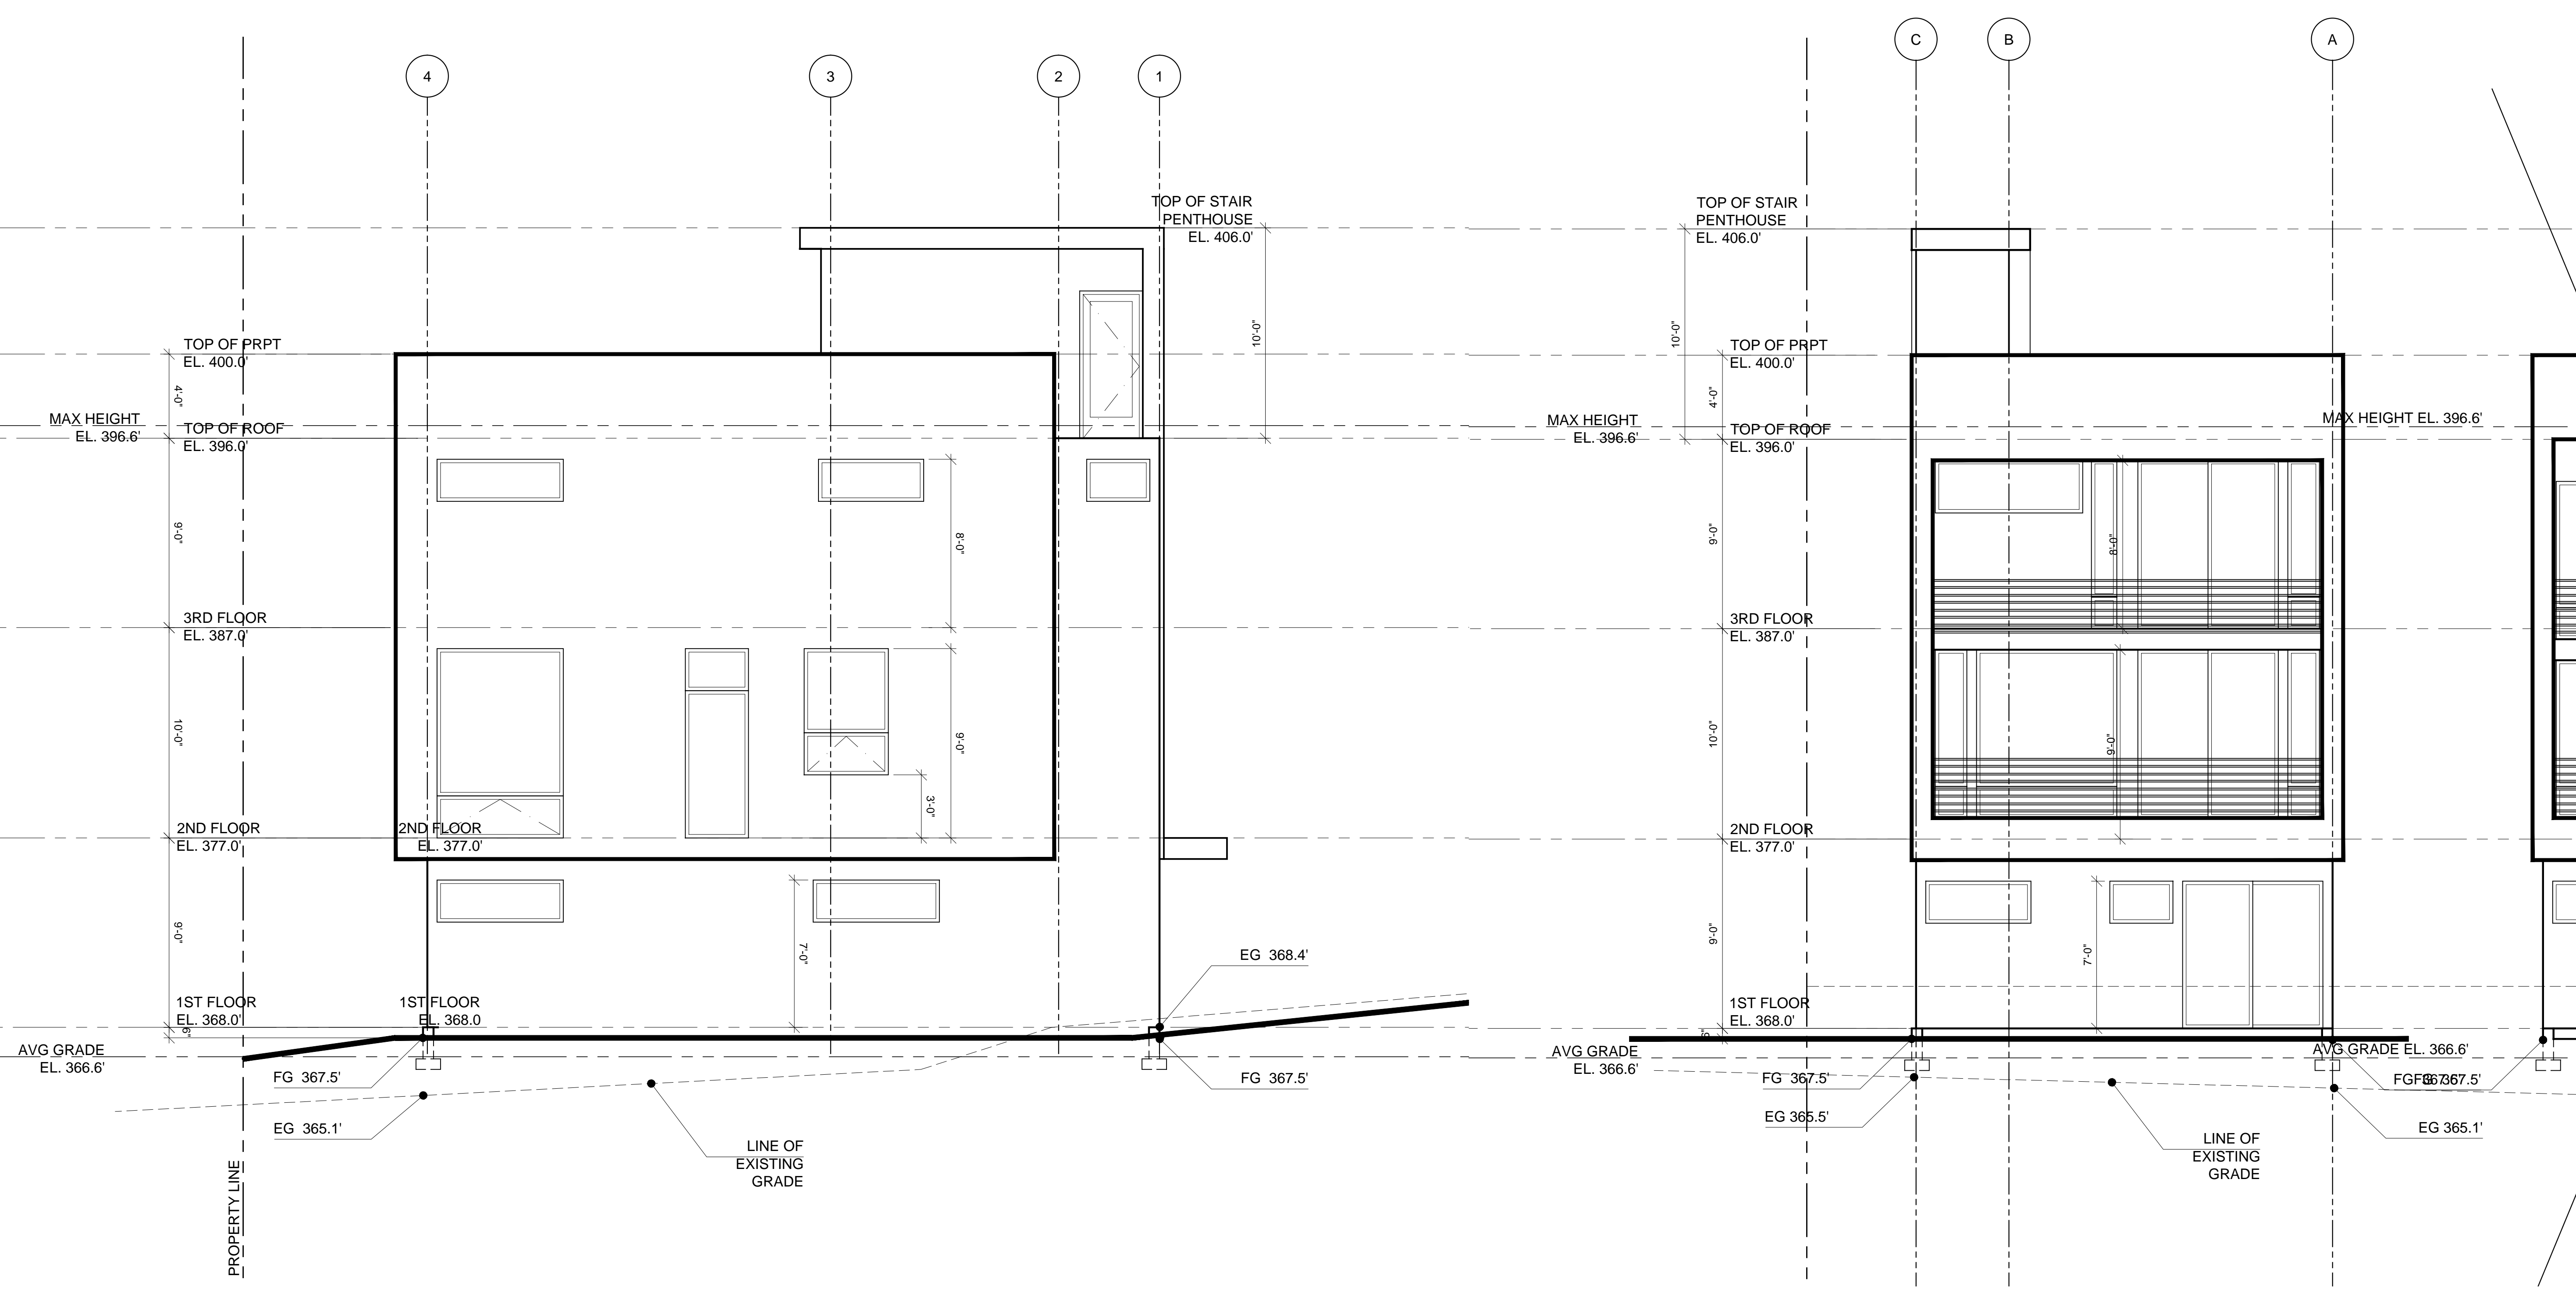 4
3
2
1
C
B
A
TOP OF STAIR
PENTHOUSE
EL. 406.0'
10'-0"
TOP OF PRPT
EL. 400.0'
4'-0"
MAX HEIGHT
EL. 396.6'
TOP OF ROOF
EL. 396.0'
9'-0"
8'-0"
3RD FLOOR
EL. 387.0'
10'-0"
9'-0"
3'-0"
2ND FLOOR
EL. 377.0'
2ND FLOOR
EL. 377.0'
9'-0"
7'-0"
EG 368.4'
1ST FLOOR
EL. 368.0'
1ST FLOOR
EL. 368.0
6"
AVG GRADE
EL. 366.6'
FG 367.5'
FG 367.5'
EG 365.1'
LINE OF
EXISTING
GRADE
PROPERTY LINE
TOP OF STAIR
PENTHOUSE
EL. 406.0'
10'-0"
TOP OF PRPT
EL. 400.0'
4'-0"
MAX HEIGHT
EL. 396.6'
TOP OF ROOF
EL. 396.0'
MAX HEIGHT EL. 396.6'
9'-0"
8'-0"
3RD FLOOR
EL. 387.0'
10'-0"
9'-0"
2ND FLOOR
EL. 377.0'
9'-0"
7'-0"
1ST FLOOR
EL. 368.0'
6"
AVG GRADE
EL. 366.6'
AVG GRADE EL. 366.6'
FG 367.5'
FG 367.5'
EG 365.5'
EG 365.1'
LINE OF
EXISTING
GRADE